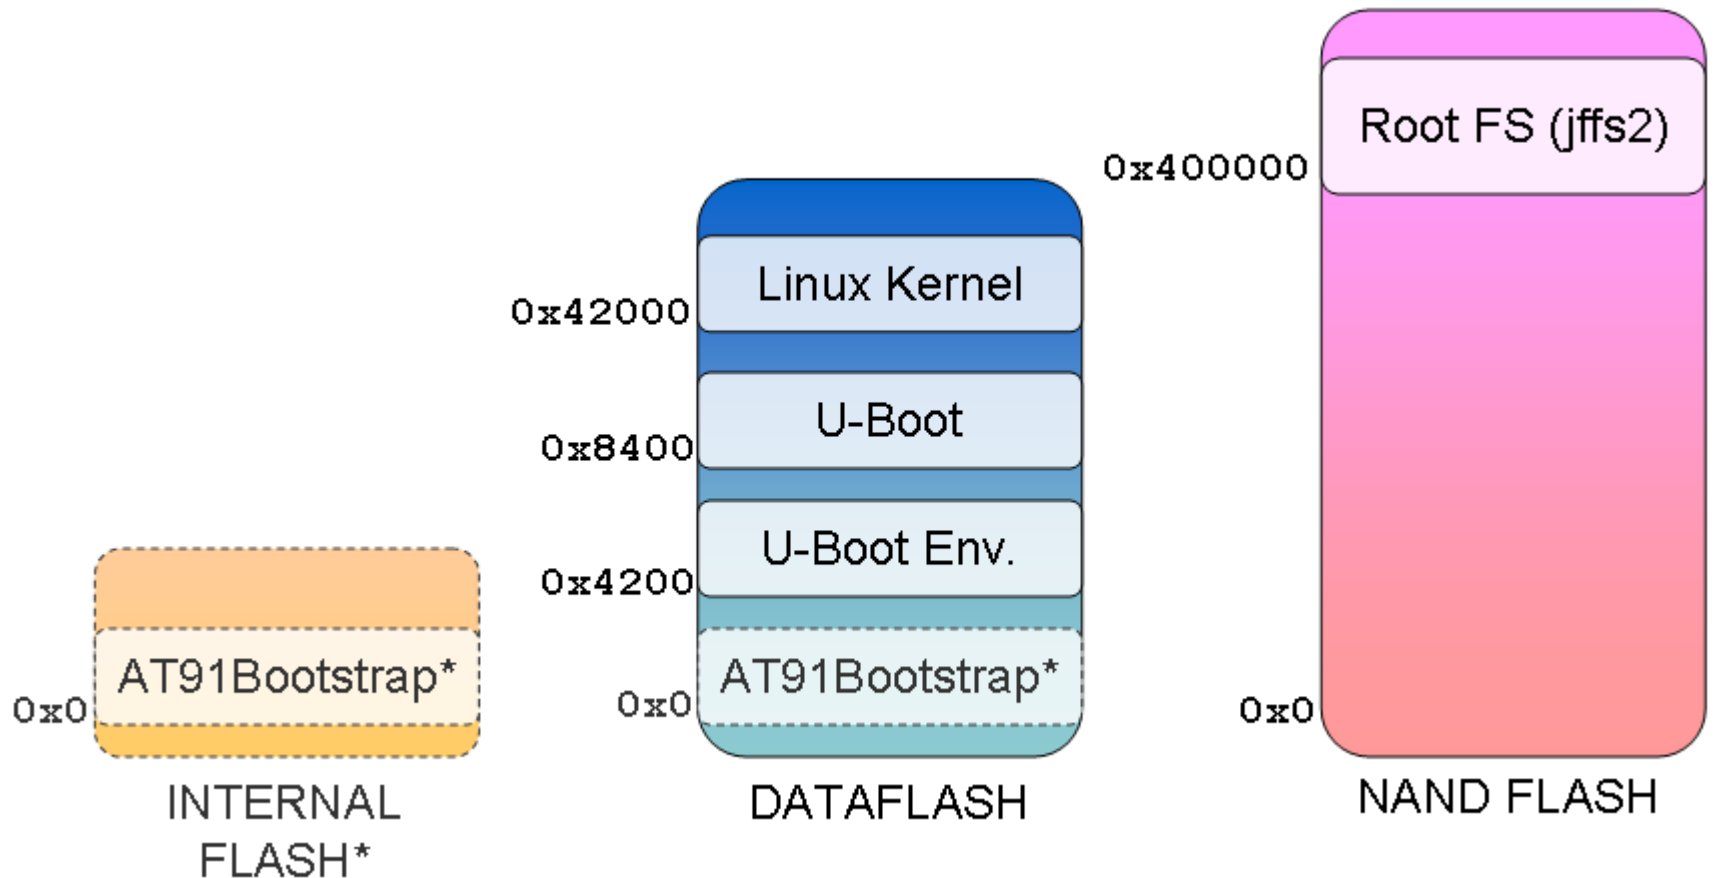 Root FS (jffs2)
0x400000
Linux Kernel
0x42000
U-Boot
0x8400
U-Boot Env.
0x4200
AT91Bootstrap*
0x0
AT91Bootstrap*
0x0
0x0
INTERNAL
FLASH*
DATAFLASH
NAND FLASH